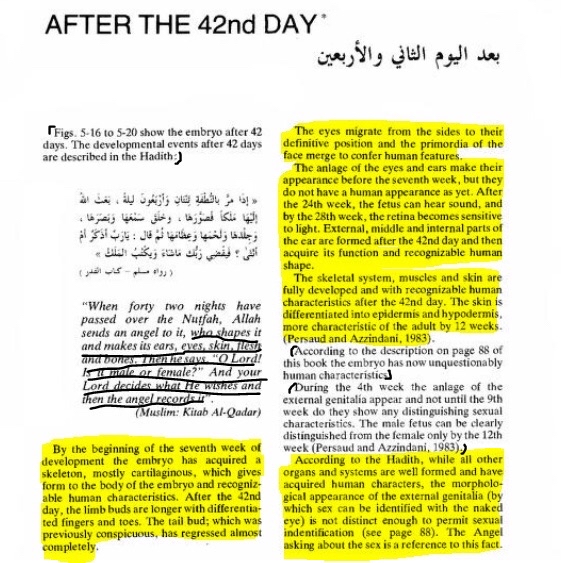 AFTER THE 42nd DAY*
بعد اليوم الثاني والأربعين
Figs. 5-16 to 5-20 show the embryo after 42
days. The developmental events after 42 days
are described in the Hadith:
« إذَا مَرَّ بالنُّطْفَةِ ثِنْتَانِ وَأَرْبَعُونَ لَيلَةً ، بَعَثَ اللهُ
إلَيْهَا مَلَكاً فَصَوَّرَهَا ، وخَلَقَ سَمْعَهَا وَبَصَرَهَا ،
وَجِلْدَهَا وَلَحْمَهَا وَعِظَامَهَا ثُمَّ قَالَ : يَارَبِّ أذَكَرٌ أمْ
أنْثَى ؟ فَيَقْضِي رَبُّكَ مَاشَاءَ وَيَكْتُبُ المَلَكُ »
( رواه مسلم - كتاب القدر )
"When forty two nights have
passed over the Nutfah, Allah
sends an angel to it, who shapes it
and makes its ears, eyes, skin, flesh
and bones. Then he says, "O Lord!
Is it male or female?" And your
Lord decides what He wishes and
then the angel records it".
(Muslim: Kitab Al-Qadar)
By the beginning of the seventh week of
development the embryo has acquired a
skeleton, mostly cartilaginous, which gives
form to the body of the embryo and recogniz-
able human characteristics. After the 42nd
day, the limb buds are longer with differentia-
ted fingers and toes. The tail bud; which was
previously conspicuous, has regressed almost
completely.
The eyes migrate from the sides to their
definitive position and the primordia of the
face merge to confer human features.
The anlage of the eyes and ears make their
appearance before the seventh week, but they
do not have a human appearance as yet. After
the 24th week, the fetus can hear sound, and
by the 28th week, the retina becomes sensitive
to light. External, middle and internal parts of
the ear are formed after the 42nd day and then
acquire its function and recognizable human
shape.
The skeletal system, muscles and skin are
fully developed and with recognizable human
characteristics after the 42nd day. The skin is
differentiated into epidermis and hypodermis,
more characteristic of the adult by 12 weeks.
(Persaud and Azzindani, 1983).
According to the description on page 88 of
this book the embryo has now unquestionably
human characteristics
During the 4th week the anlage of the
external genitalia appear and not until the 9th
week do they show any distinguishing sexual
characteristics. The male fetus can be clearly
distinguished from the female only by the 12th
week (Persaud and Azzindani, 1983).
According to the Hadith, while all other
organs and systems are well formed and have
acquired human characters, the morpholo-
gical appearance of the external genitalia (by
which sex can be identified with the naked
eye) is not distinct enough to permit sexual
indentification (see page 88). The Angel
asking about the sex is a reference to this fact.